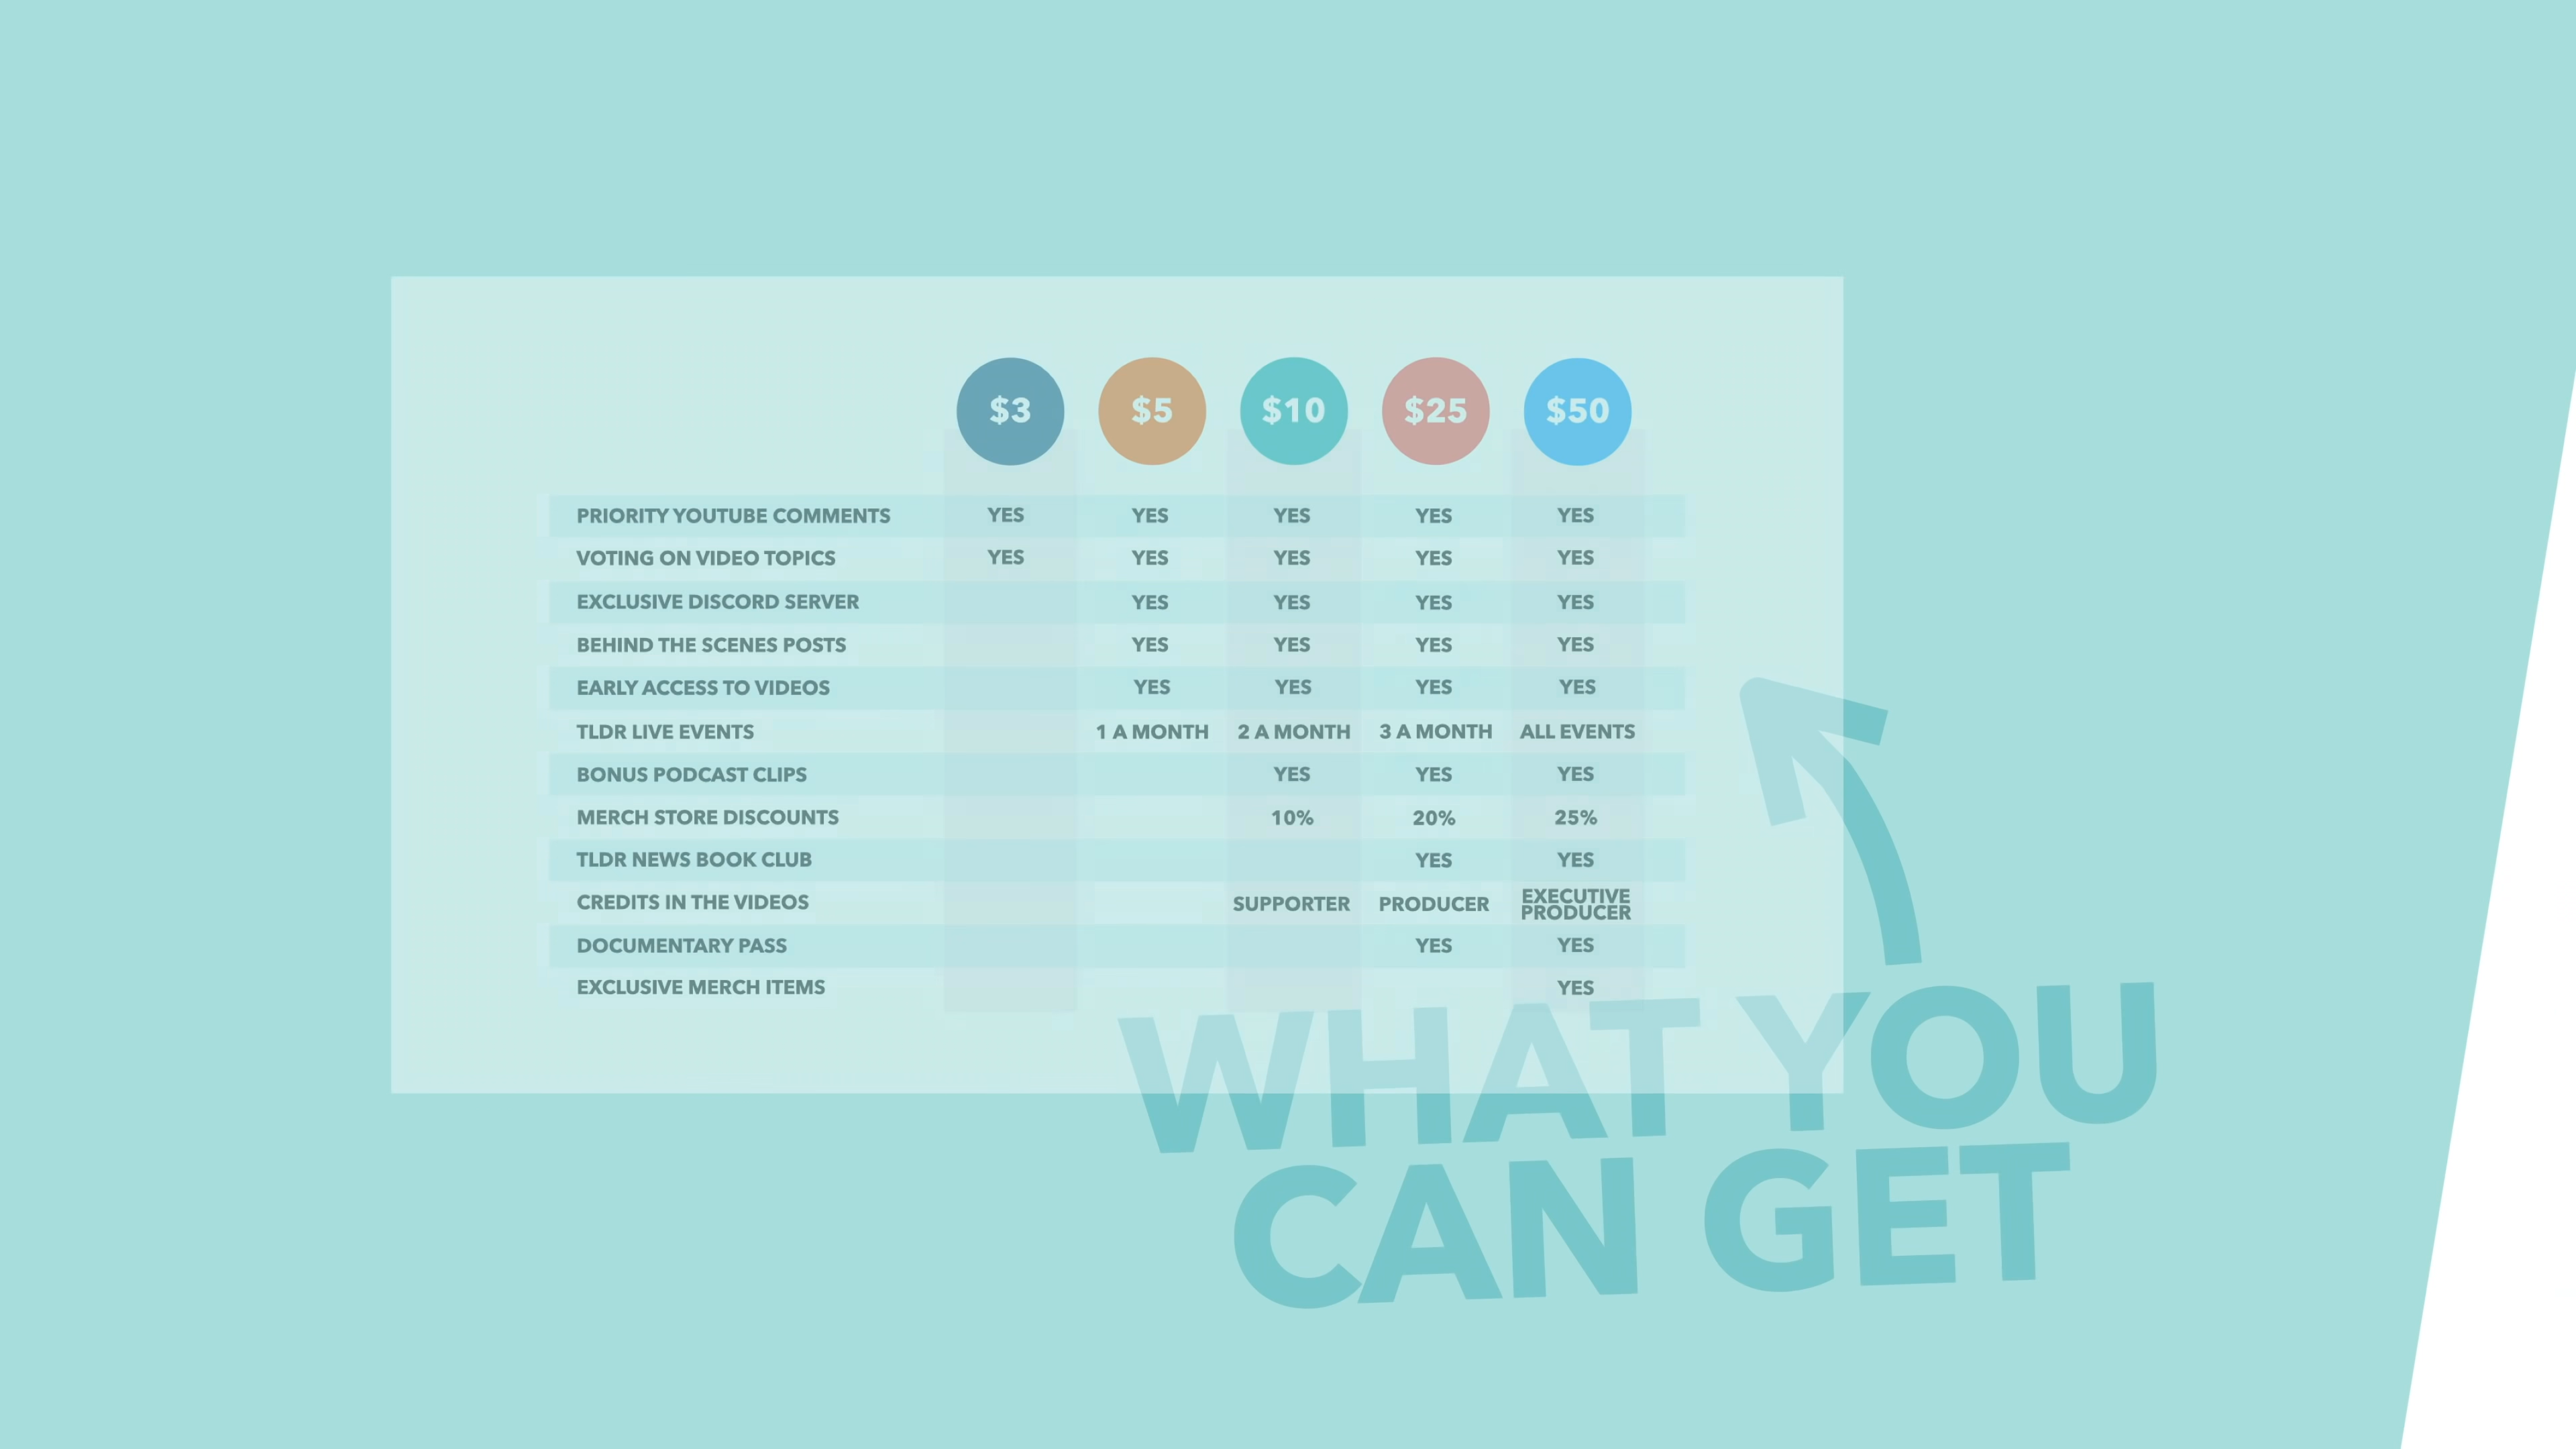 $3 $5 $10 $25 $50
PRIORITY YOUTUBE COMMENTS YES YES YES YES YES
VOTING ON VIDEO TOPICS YES YES YES YES YES
EXCLUSIVE DISCORD SERVER YES YES YES YES
BEHIND THE SCENES POSTS YES YES YES YES
EARLY ACCESS TO VIDEOS YES YES YES YES
TLDR LIVE EVENTS 1 A MONTH 2 A MONTH 3 A MONTH ALL EVENTS
BONUS PODCAST CLIPS YES YES YES
MERCH STORE DISCOUNTS 10% 20% 25%
TLDR NEWS BOOK CLUB YES YES
CREDITS IN THE VIDEOS SUPPORTER PRODUCER EXECUTIVE PRODUCER
DOCUMENTARY PASS YES YES
EXCLUSIVE MERCH ITEMS YES
WHAT YOU
CAN GET